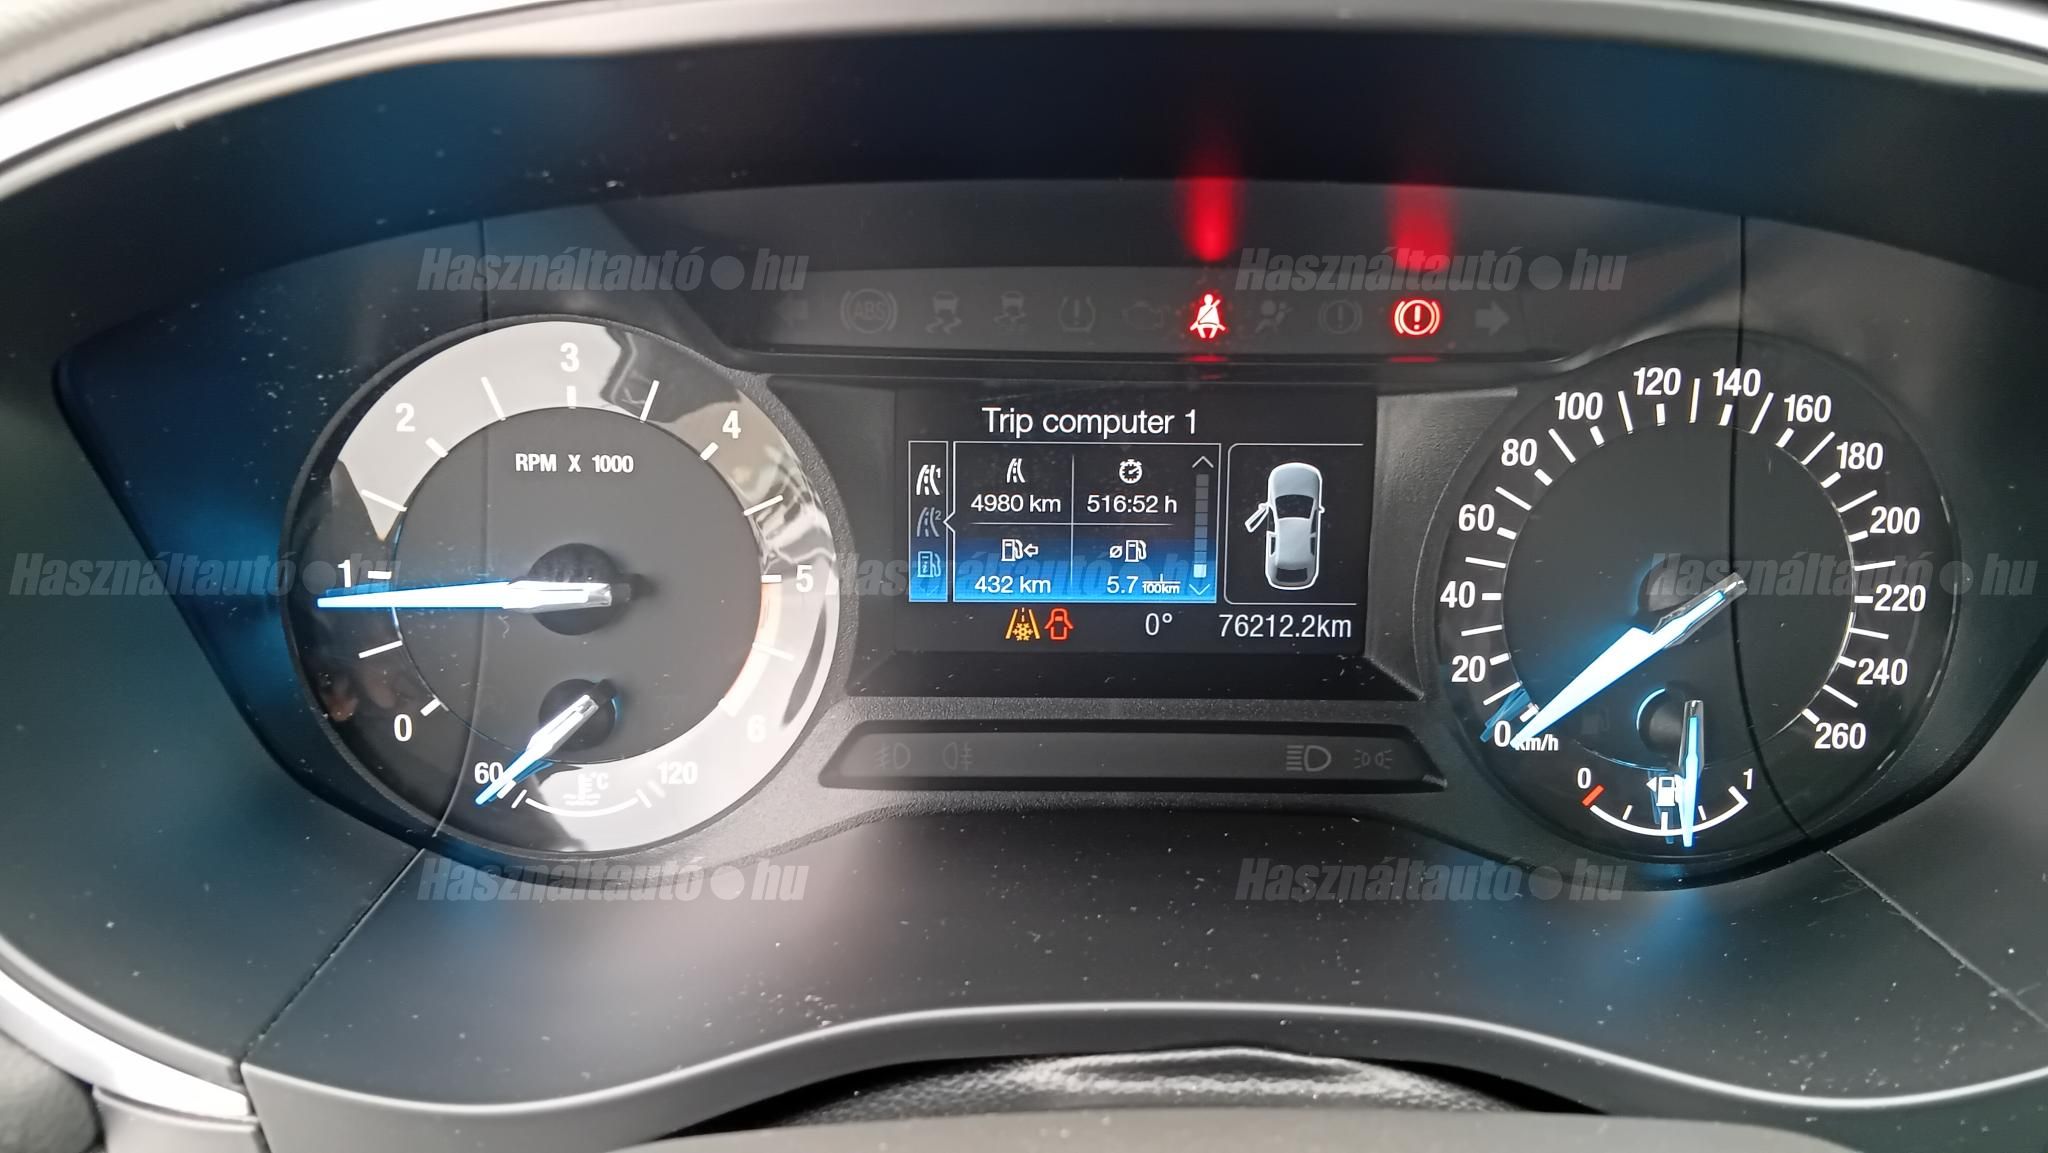 Használtautó.hu
Használtautó.hu
ABS
3
2
4
RPM X 1000
1
5
0
6
60
°C
120
Trip computer 1
1
2
4980 km
516:52 h
432 km
5.7 l/100km
0°
76212.2km
0
20
40
60
80
100
120
140
160
180
200
220
240
260
km/h
0
1
Használtautó.hu
Használtautó.hu
Használtautó.hu
Használtautó.hu
Használtautó.hu